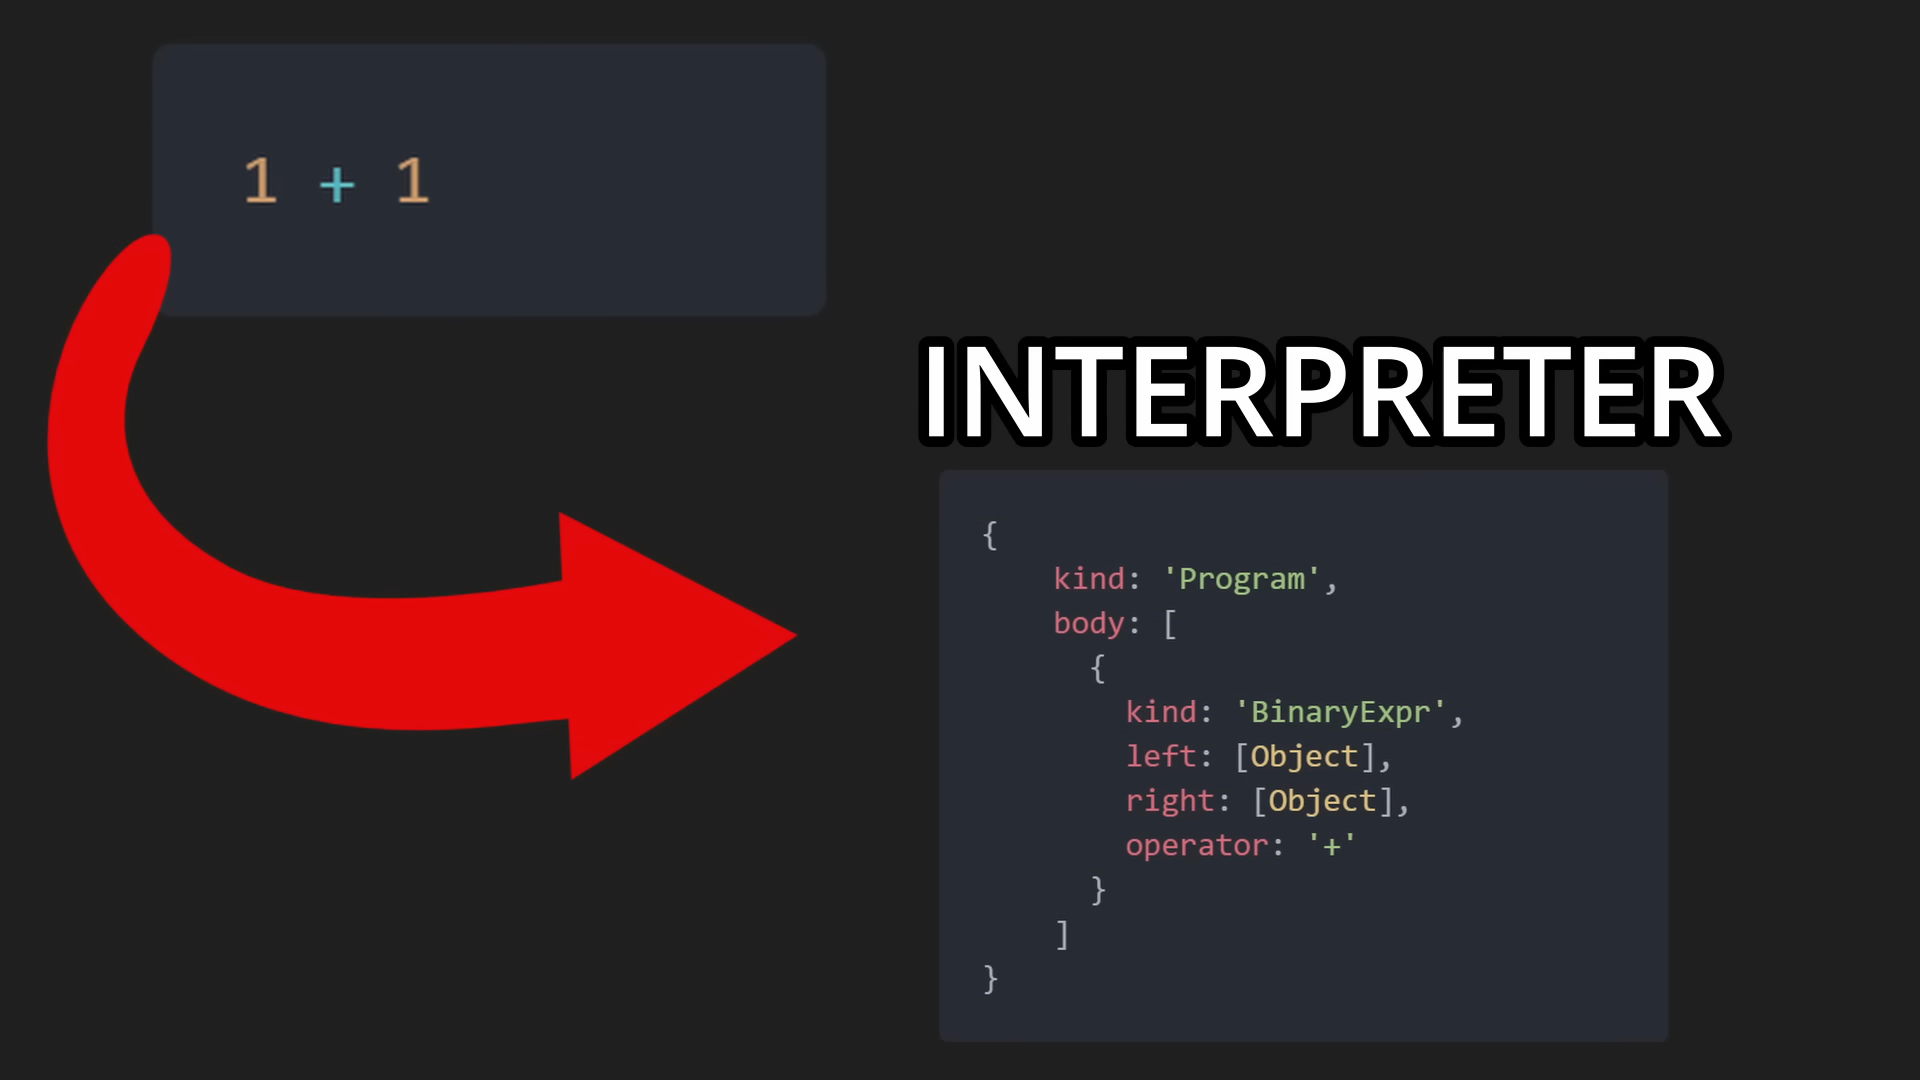 1 + 1
INTERPRETER
{
kind: 'Program',
body: [
{
kind: 'BinaryExpr',
left: [Object],
right: [Object],
operator: '+'
}
]
}